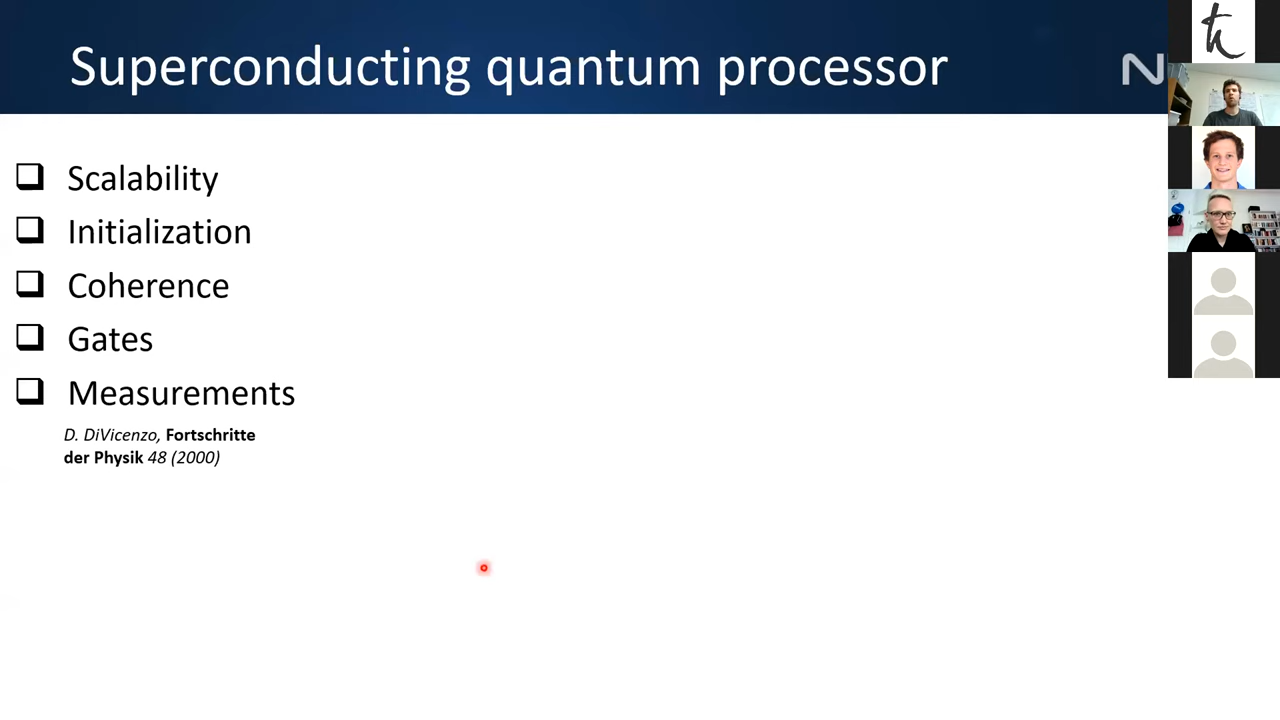 Superconducting quantum processor
N
Scalability
Initialization
Coherence
Gates
Measurements
D. DiVicenzo, Fortschritte
der Physik 48 (2000)